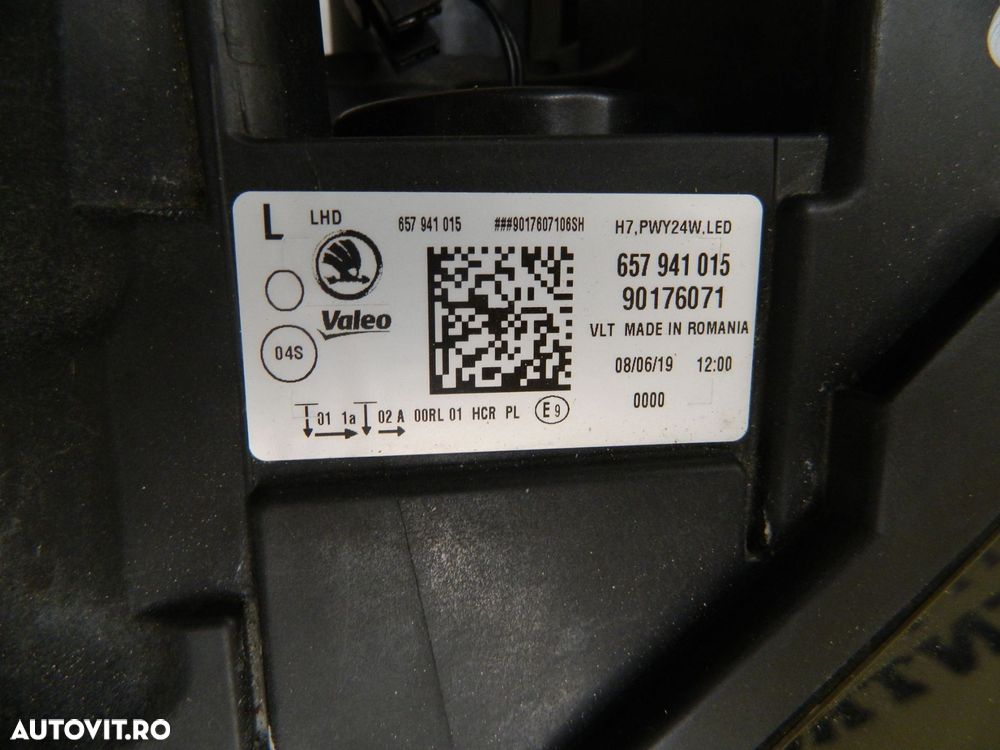 L LHD 657 941 015 ###9017607106SH H7,PWY24W,LED
657 941 015
90176071
Valeo
VLT MADE IN ROMANIA
04S
08/06/19 12:00
0000
01 1a 02 A 00RL 01 HCR PL E9
AUTOVIT.RO